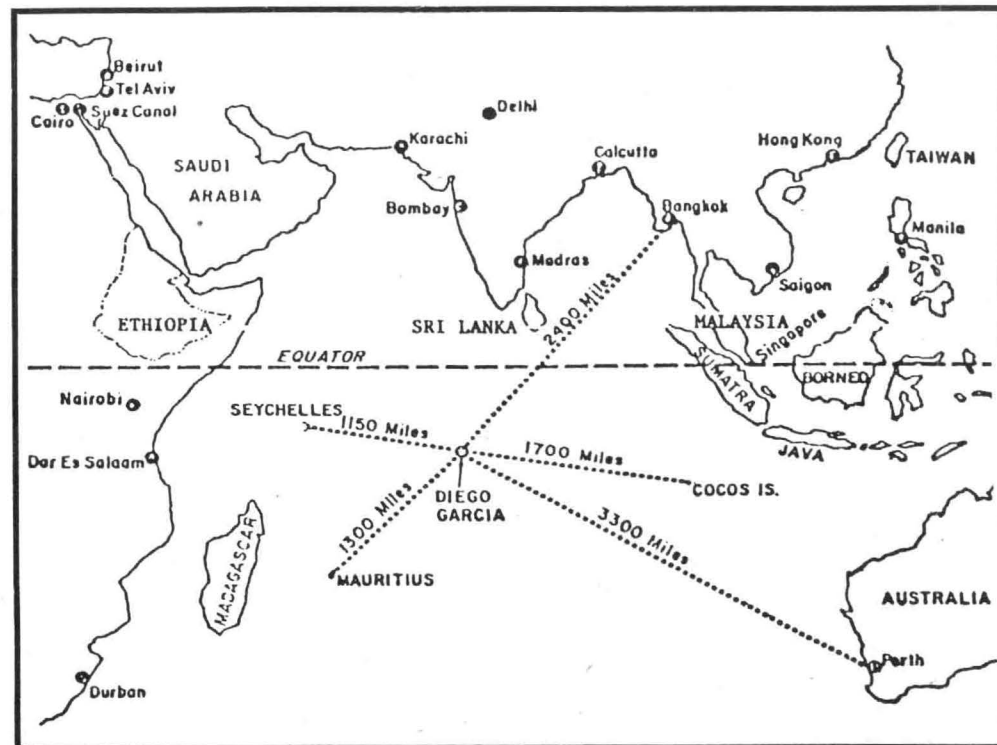 Beirut
Tel Aviv
Cairo
Suez Canal
SAUDI
ARABIA
Karachi
Delhi
Bombay
Calcutta
Hong Kong
TAIWAN
Bangkok
Manila
Madras
Saigon
ETHIOPIA
SRI LANKA
2400 Miles
MALAYSIA
Singapore
EQUATOR
SUMATRA
BORNEO
Nairobi
SEYCHELLES
1150 Miles
1700 Miles
JAVA
Dar Es Salaam
DIEGO
GARCIA
COCOS IS.
1300 Miles
3300 Miles
MADAGASCAR
MAURITIUS
AUSTRALIA
Perth
Durban